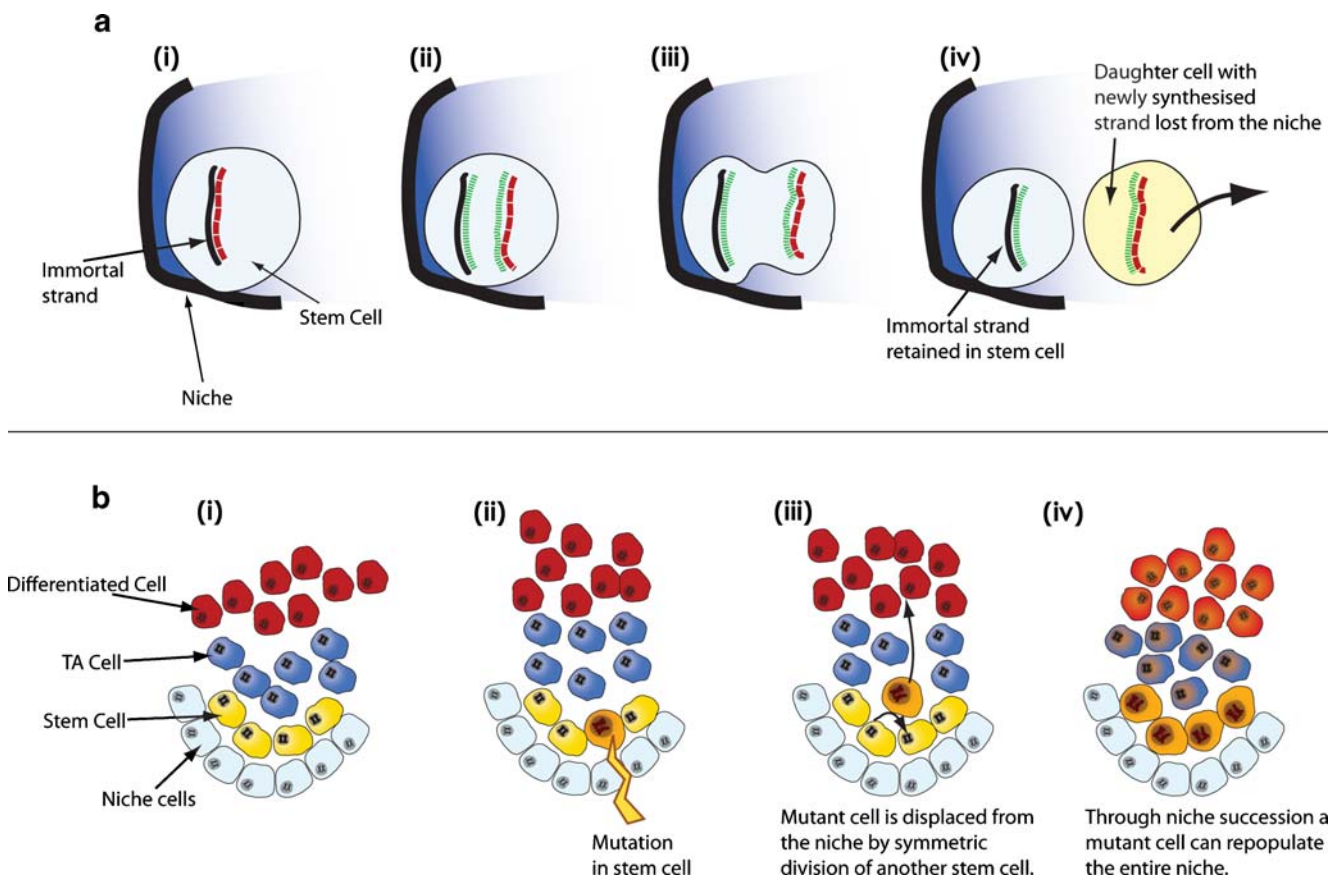 a
(i)
(ii)
(iii)
(iv)
Daughter cell with
newly synthesised
strand lost from the niche
Immortal
strand
Stem Cell
Niche
Immortal strand
retained in stem cell
b
(i)
(ii)
(iii)
(iv)
Differentiated Cell
TA Cell
Stem Cell
Niche cells
Mutation
in stem cell
Mutant cell is displaced from
the niche by symmetric
division of another stem cell.
Through niche succession a
mutant cell can repopulate
the entire niche.